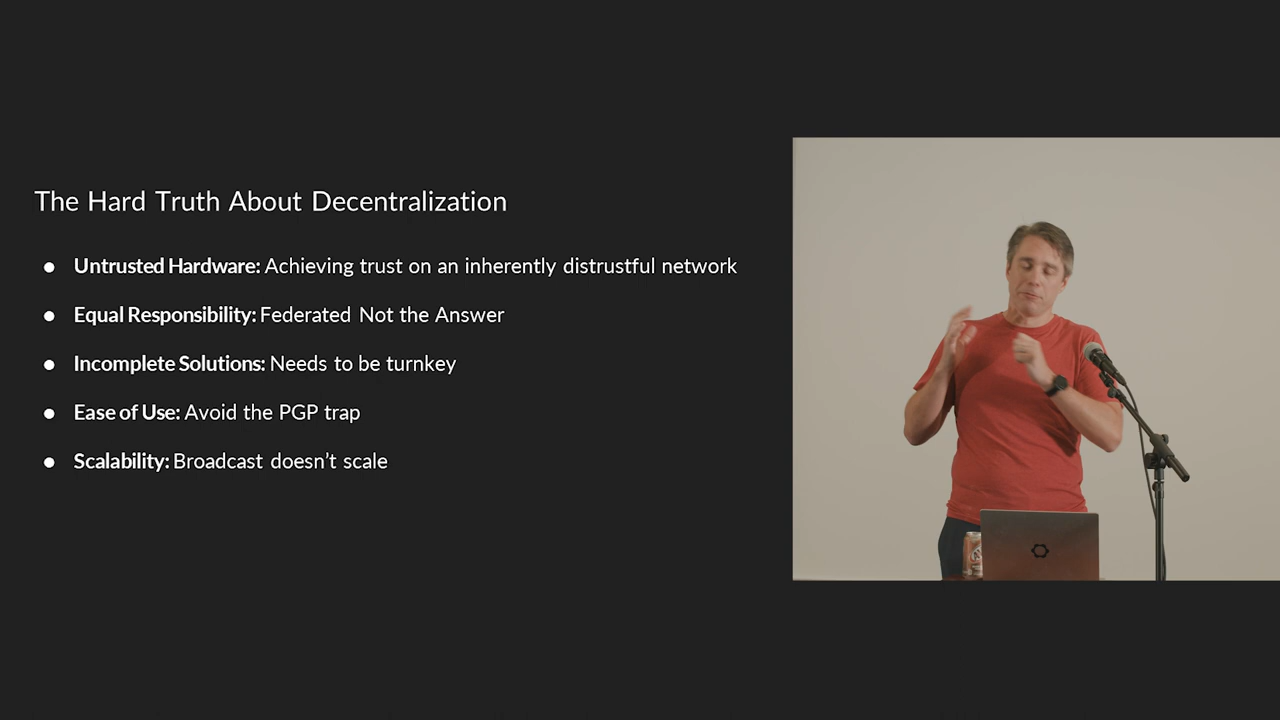 The Hard Truth About Decentralization
● Untrusted Hardware: Achieving trust on an inherently distrustful network
● Equal Responsibility: Federated Not the Answer
● Incomplete Solutions: Needs to be turnkey
● Ease of Use: Avoid the PGP trap
● Scalability: Broadcast doesn't scale